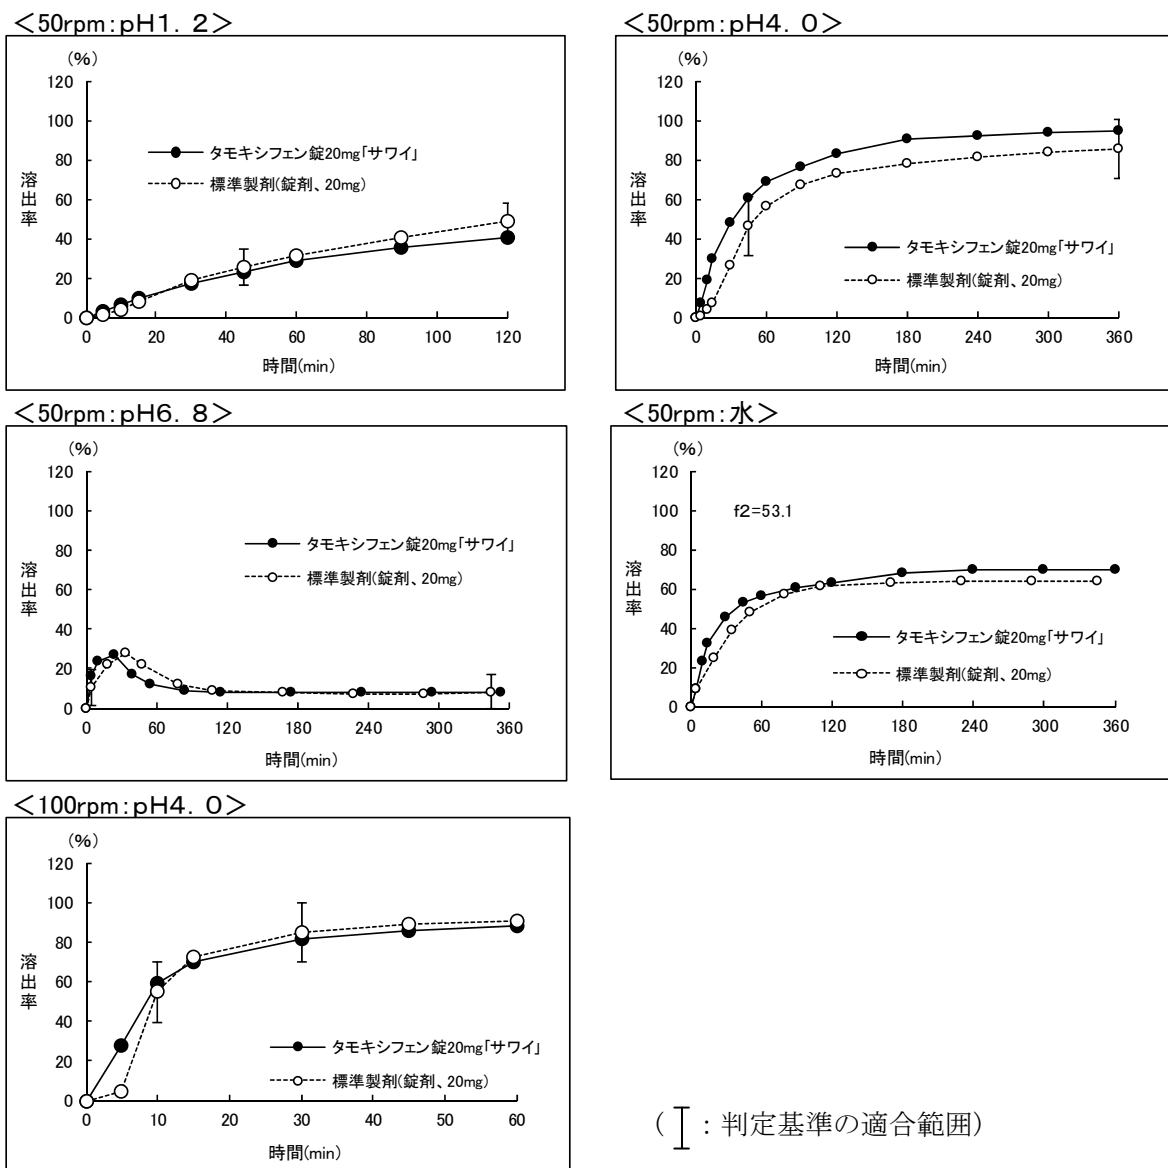 ＜50rpm：pH1．2＞
(%)
120
100
80
60
40
20
0
溶出率
タモキシフェン錠20mg｢サワイ｣
標準製剤(錠剤、20mg)
0 20 40 60 80 100 120
時間(min)
＜50rpm：pH4．0＞
(%)
120
100
80
60
40
20
0
溶出率
タモキシフェン錠20mg｢サワイ｣
標準製剤(錠剤、20mg)
0 60 120 180 240 300 360
時間(min)
＜50rpm：pH6．8＞
(%)
120
100
80
60
40
20
0
溶出率
タモキシフェン錠20mg｢サワイ｣
標準製剤(錠剤、20mg)
0 60 120 180 240 300 360
時間(min)
＜50rpm：水＞
(%)
120
100
80
60
40
20
0
溶出率
f2=53.1
タモキシフェン錠20mg｢サワイ｣
標準製剤(錠剤、20mg)
0 60 120 180 240 300 360
時間(min)
＜100rpm：pH4．0＞
(%)
120
100
80
60
40
20
0
溶出率
タモキシフェン錠20mg｢サワイ｣
標準製剤(錠剤、20mg)
0 10 20 30 40 50 60
時間(min)
( ：判定基準の適合範囲)